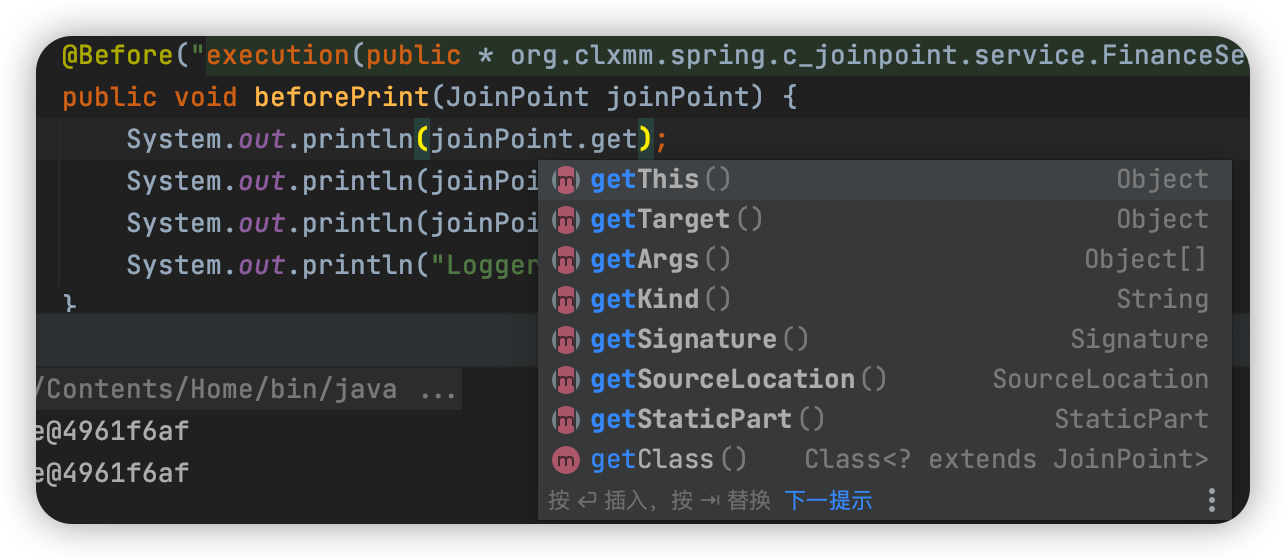 @Before("execution(public * org.clxmm.spring.c_joinpoint.service.FinanceSe
public void beforePrint(JoinPoint joinPoint) {
System.out.println(joinPoint.get);
System.out.println(joinPoi
System.out.println(joinPoi
System.out.println("Logger
}
getThis() Object
getTarget() Object
getArgs() Object[]
getKind() String
getSignature() Signature
getSourceLocation() SourceLocation
getStaticPart() StaticPart
getClass() Class<? extends JoinPoint>
按 ⏎ 插入，按 ⇥ 替换 下一提示
/Contents/Home/bin/java ...
e@4961f6af
e@4961f6af